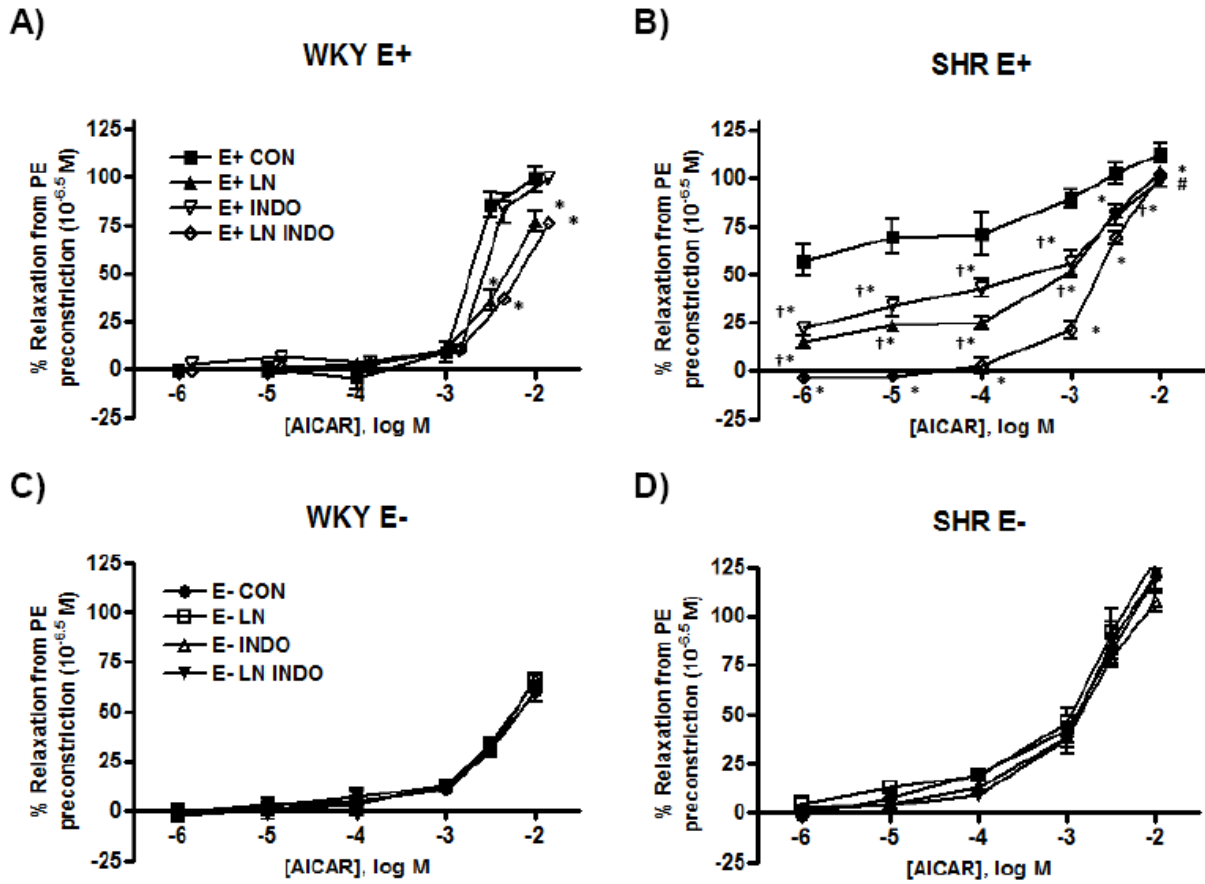 A)
WKY E+
% Relaxation from PE
preconstriction (10^-6.5 M)
125
100
75
50
25
0
-25
E+ CON
E+ LN
E+ INDO
E+ LN INDO
*
*
*
*
-6 -5 -4 -3 -2
[AICAR], log M
B)
SHR E+
% Relaxation from PE
preconstriction (10^-6.5 M)
125
100
75
50
25
0
-25
†* †* †* †* †*
* * #
†* †* †* †*
* * * * *
-6 -5 -4 -3 -2
[AICAR], log M
C)
WKY E-
% Relaxation from PE
preconstriction (10^-6.5 M)
125
100
75
50
25
0
-25
E- CON
E- LN
E- INDO
E- LN INDO
-6 -5 -4 -3 -2
[AICAR], log M
D)
SHR E-
% Relaxation from PE
preconstriction (10^-6.5 M)
125
100
75
50
25
0
-25
-6 -5 -4 -3 -2
[AICAR], log M